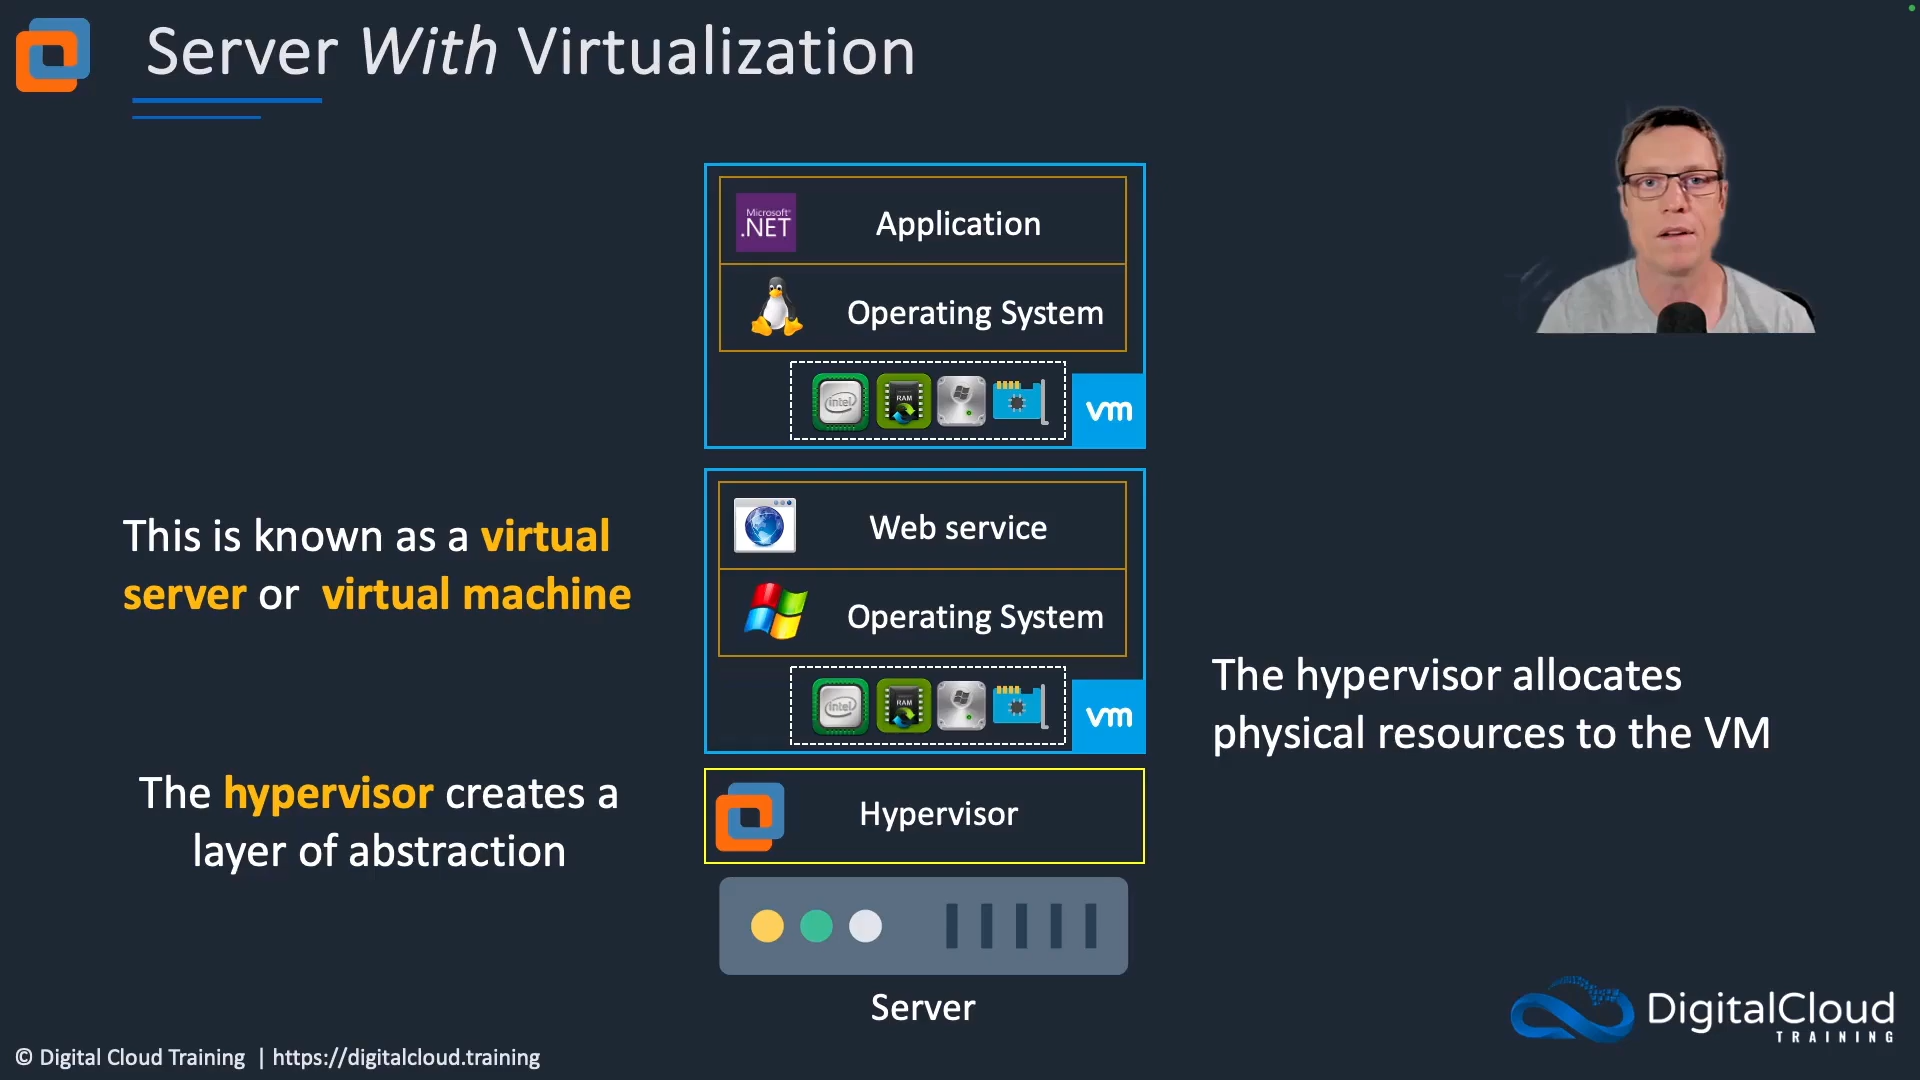 Server With Virtualization
Microsoft
.NET
Application
Operating System
intel
RAM
vm
Web service
Operating System
intel
RAM
vm
This is known as a virtual
server or virtual machine
The hypervisor allocates
physical resources to the VM
The hypervisor creates a
layer of abstraction
Hypervisor
Server
DigitalCloud
TRAINING
© Digital Cloud Training | https://digitalcloud.training